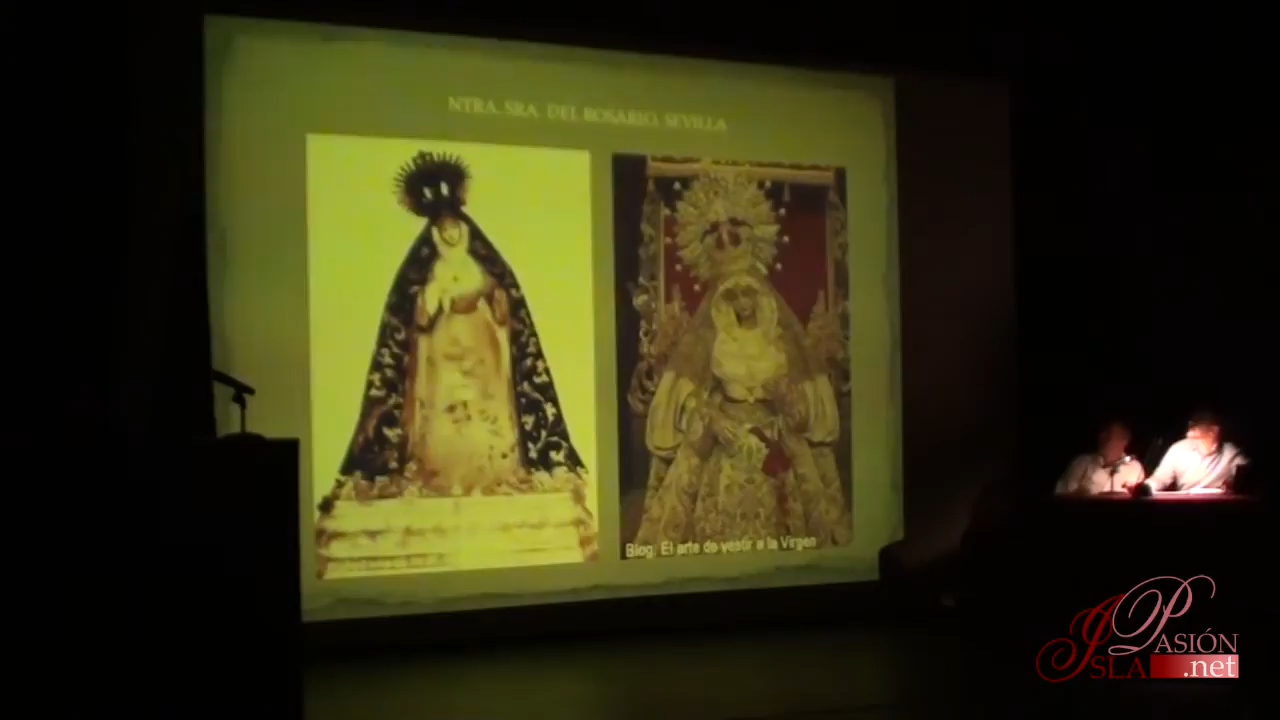 NTRA. SRA. DEL ROSARIO. SEVILLA
Blog. El arte de vestir a la Virgen
ISLA PASIÓN
.net